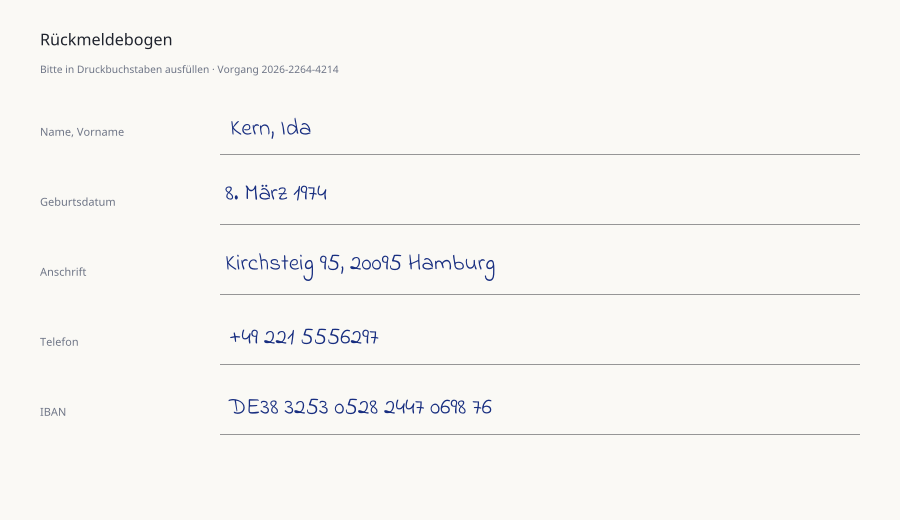 Rückmeldebogen
Bitte in Druckbuchstaben ausfüllen · Vorgang 2026-2264-4214
Name, Vorname Kern, Ida
Geburtsdatum 8. März 1974
Anschrift Kirchsteig 95, 20095 Hamburg
Telefon +49 221 5556297
IBAN DE38 3253 0528 2447 0698 76